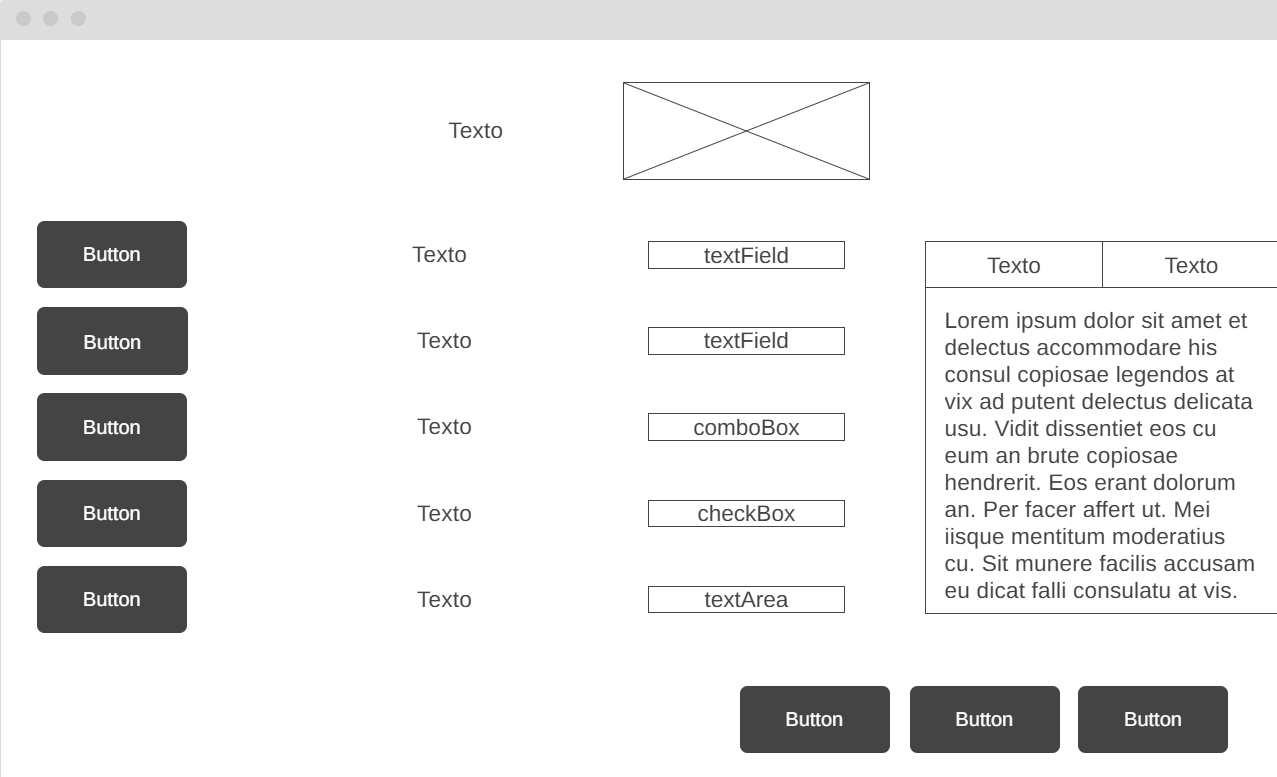 Texto
Button
Texto
textField
Button
Texto
textField
Button
Texto
comboBox
Button
Texto
checkBox
Button
Texto
textArea
Texto
Texto
Lorem ipsum dolor sit amet et
delectus accommodare his
consul copiosae legendos at
vix ad putent delectus delicata
usu. Vidit dissentiet eos cu
eum an brute copiosae
hendrerit. Eos erant dolorum
an. Per facer affert ut. Mei
iisque mentitum moderatius
cu. Sit munere facilis accusam
eu dicat falli consulatu at vis.
Button
Button
Button